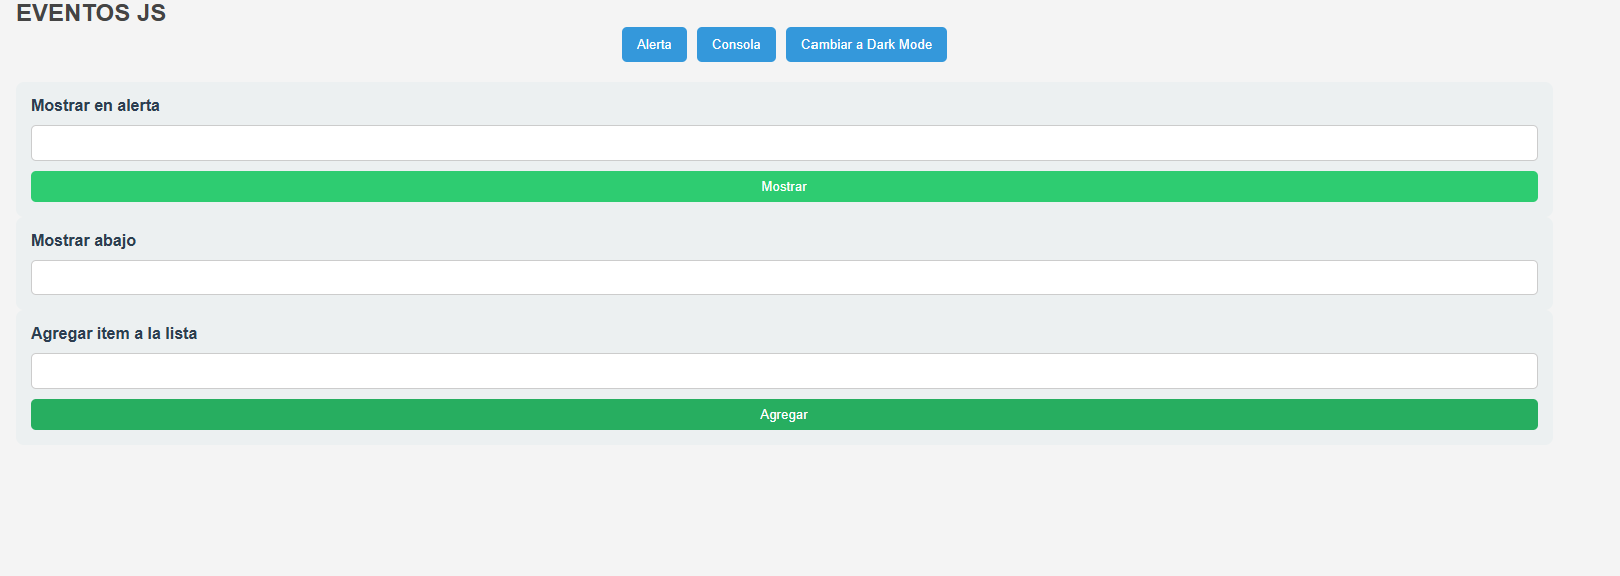 EVENTOS JS
Alerta Consola Cambiar a Dark Mode
Mostrar en alerta
Mostrar
Mostrar abajo
Agregar item a la lista
Agregar